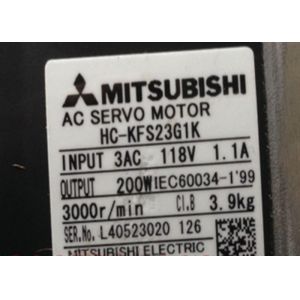 MITSUBISHI
AC SERVO MOTOR
HC-KFS23G1K
INPUT 3AC 118V 1.1A
OUTPUT 200W IEC60034-1'99
3000r/min Cl.B 3.9kg
SER.No. L40523020 126
MITSUBISHI ELECTRIC